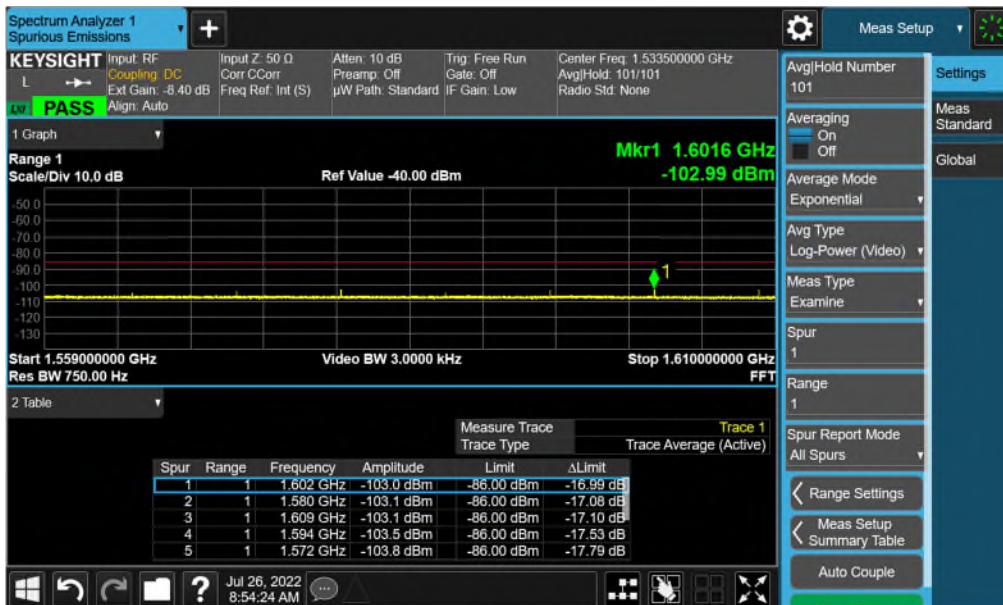 Spectrum Analyzer 1
Spurious Emissions
+
Meas Setup
KEYSIGHT
L
LXI PASS
Input: RF
Coupling: DC
Ext Gain: -8.40 dB
Align: Auto
Input Z: 50 Ω
Corr CCorr
Freq Ref: Int (S)
Atten: 10 dB
Preamp: Off
µW Path: Standard
Trig: Free Run
Gate: Off
IF Gain: Low
Center Freq: 1.533500000 GHz
Avg|Hold: 101/101
Radio Std: None
1 Graph
Range 1
Scale/Div 10.0 dB
Ref Value -40.00 dBm
Mkr1 1.6016 GHz
-102.99 dBm
-50.0
-60.0
-70.0
-80.0
-90.0
-100
-110
-120
-130
1
Start 1.559000000 GHz
Video BW 3.0000 kHz
Stop 1.610000000 GHz
Res BW 750.00 Hz
FFT
2 Table
Measure Trace Trace 1
Trace Type Trace Average (Active)
Spur Range Frequency Amplitude Limit ΔLimit
1 1 1.602 GHz -103.0 dBm -86.00 dBm -16.99 dB
2 1 1.580 GHz -103.1 dBm -86.00 dBm -17.08 dB
3 1 1.609 GHz -103.1 dBm -86.00 dBm -17.10 dB
4 1 1.594 GHz -103.5 dBm -86.00 dBm -17.53 dB
5 1 1.572 GHz -103.8 dBm -86.00 dBm -17.79 dB
?
Jul 26, 2022
8:54:24 AM
Avg|Hold Number
101
Averaging
On
Off
Average Mode
Exponential
Avg Type
Log-Power (Video)
Meas Type
Examine
Spur
1
Range
1
Spur Report Mode
All Spurs
Range Settings
Meas Setup
Summary Table
Auto Couple
Settings
Meas
Standard
Global